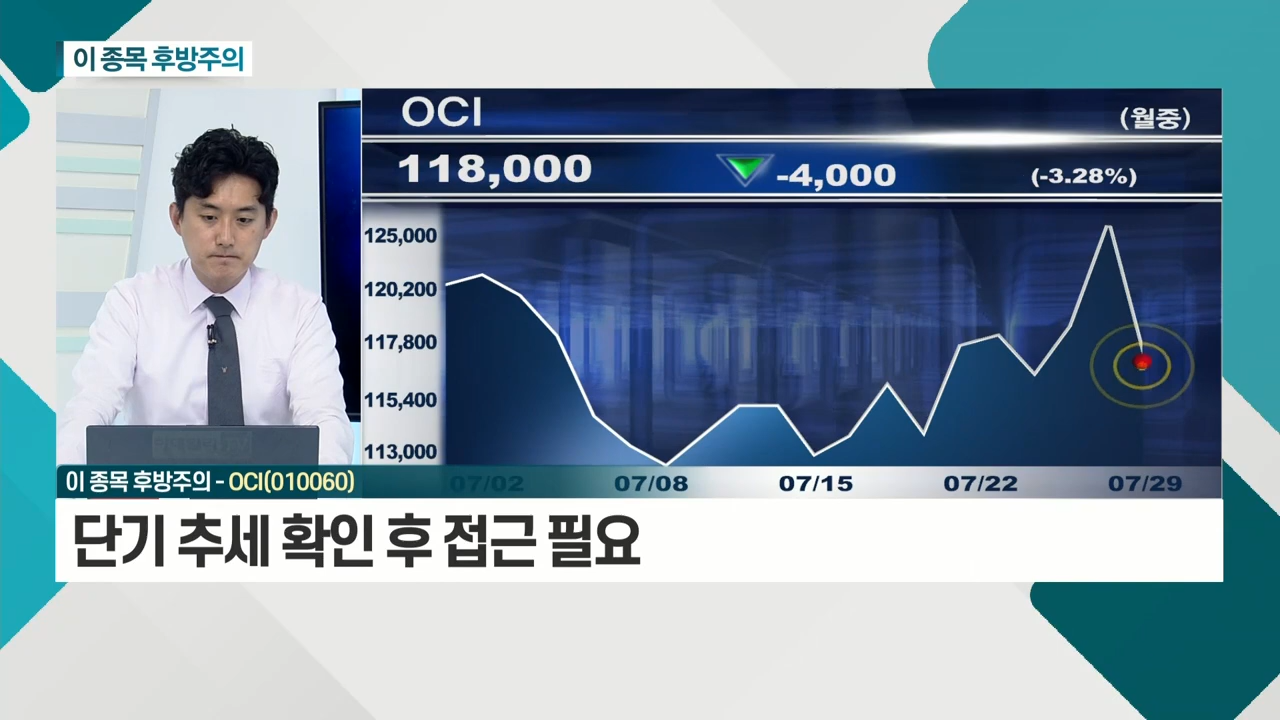 이 종목 후방주의
OCI
(월중)
118,000 -4,000 (-3.28%)
125,000
120,200
117,800
115,400
113,000
07/02 07/08 07/15 07/22 07/29
이 종목 후방주의 - OCI(010060)
단기 추세 확인 후 접근 필요